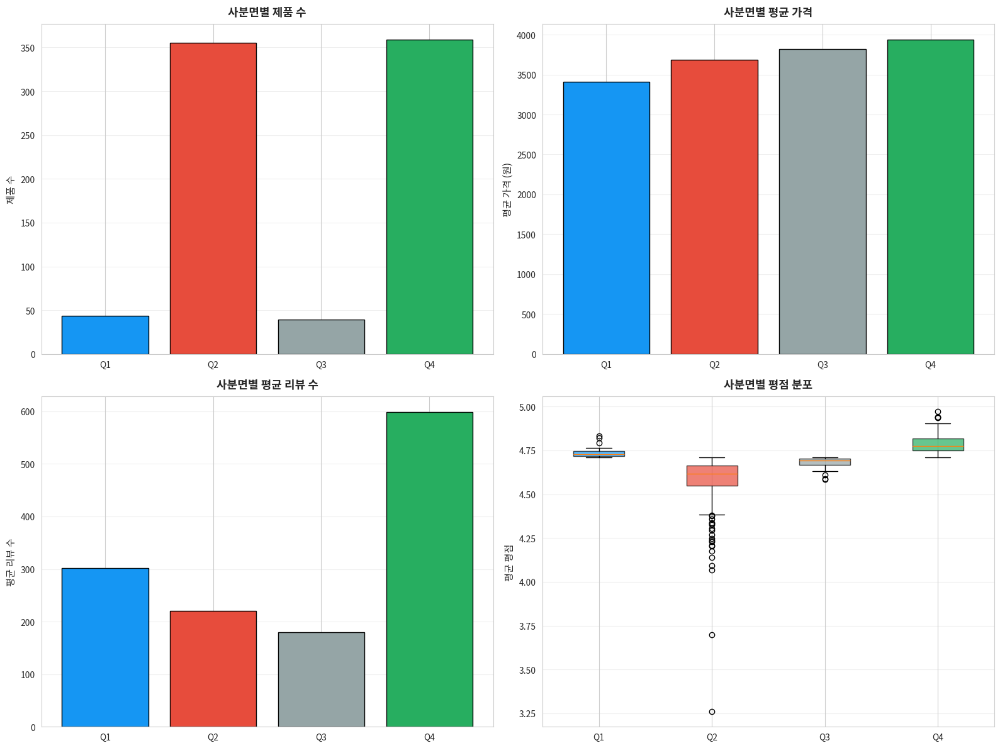 사분면별 제품 수
제품 수
350
300
250
200
150
100
50
0
Q1 Q2 Q3 Q4
사분면별 평균 가격
평균 가격 (원)
4000
3500
3000
2500
2000
1500
1000
500
0
Q1 Q2 Q3 Q4
사분면별 평균 리뷰 수
평균 리뷰 수
600
500
400
300
200
100
0
Q1 Q2 Q3 Q4
사분면별 평점 분포
평균 평점
5.00
4.75
4.50
4.25
4.00
3.75
3.50
3.25
Q1 Q2 Q3 Q4